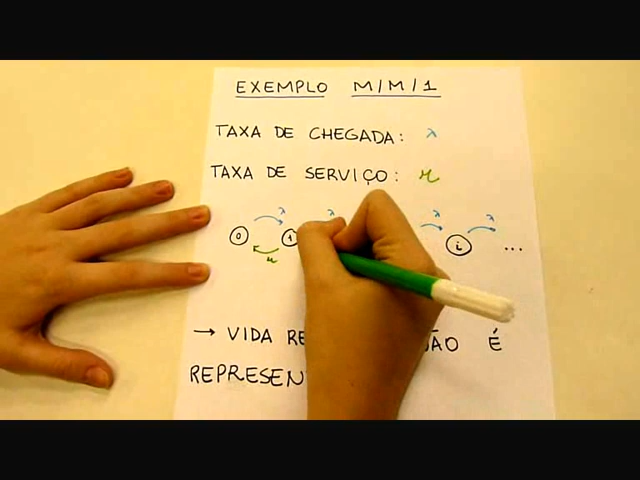 EXEMPLO M/M/1
TAXA DE CHEGADA: λ
TAXA DE SERVIÇO: μ
λ λ λ λ
0 1 i ...
μ
→ VIDA É